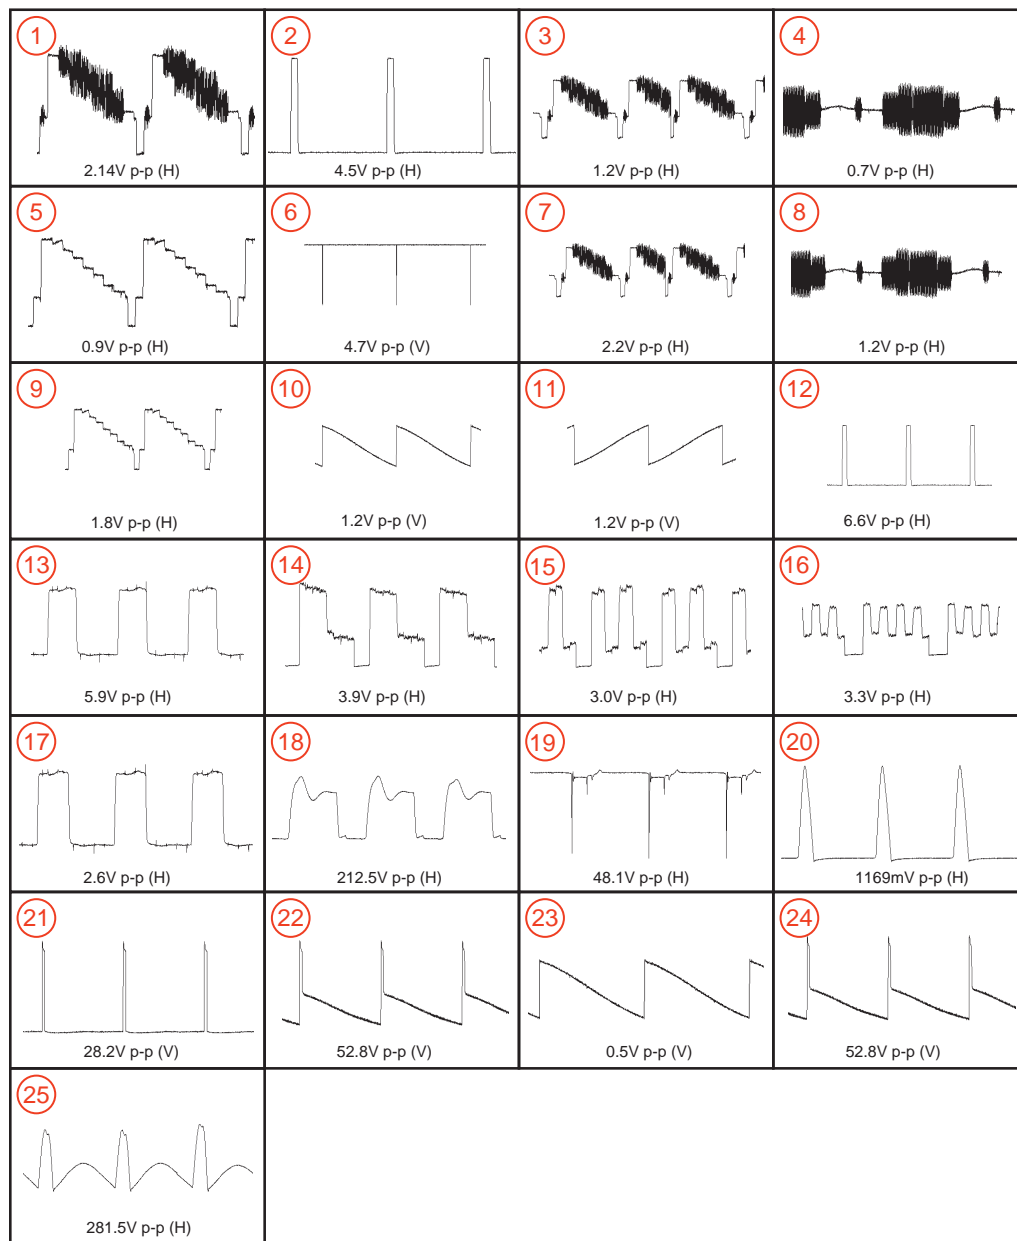 1
2.14V p-p (H)
2
4.5V p-p (H)
3
1.2V p-p (H)
4
0.7V p-p (H)
5
0.9V p-p (H)
6
4.7V p-p (V)
7
2.2V p-p (H)
8
1.2V p-p (H)
9
1.8V p-p (H)
10
1.2V p-p (V)
11
1.2V p-p (V)
12
6.6V p-p (H)
13
5.9V p-p (H)
14
3.9V p-p (H)
15
3.0V p-p (H)
16
3.3V p-p (H)
17
2.6V p-p (H)
18
212.5V p-p (H)
19
48.1V p-p (H)
20
1169mV p-p (H)
21
28.2V p-p (V)
22
52.8V p-p (V)
23
0.5V p-p (V)
24
52.8V p-p (V)
25
281.5V p-p (H)